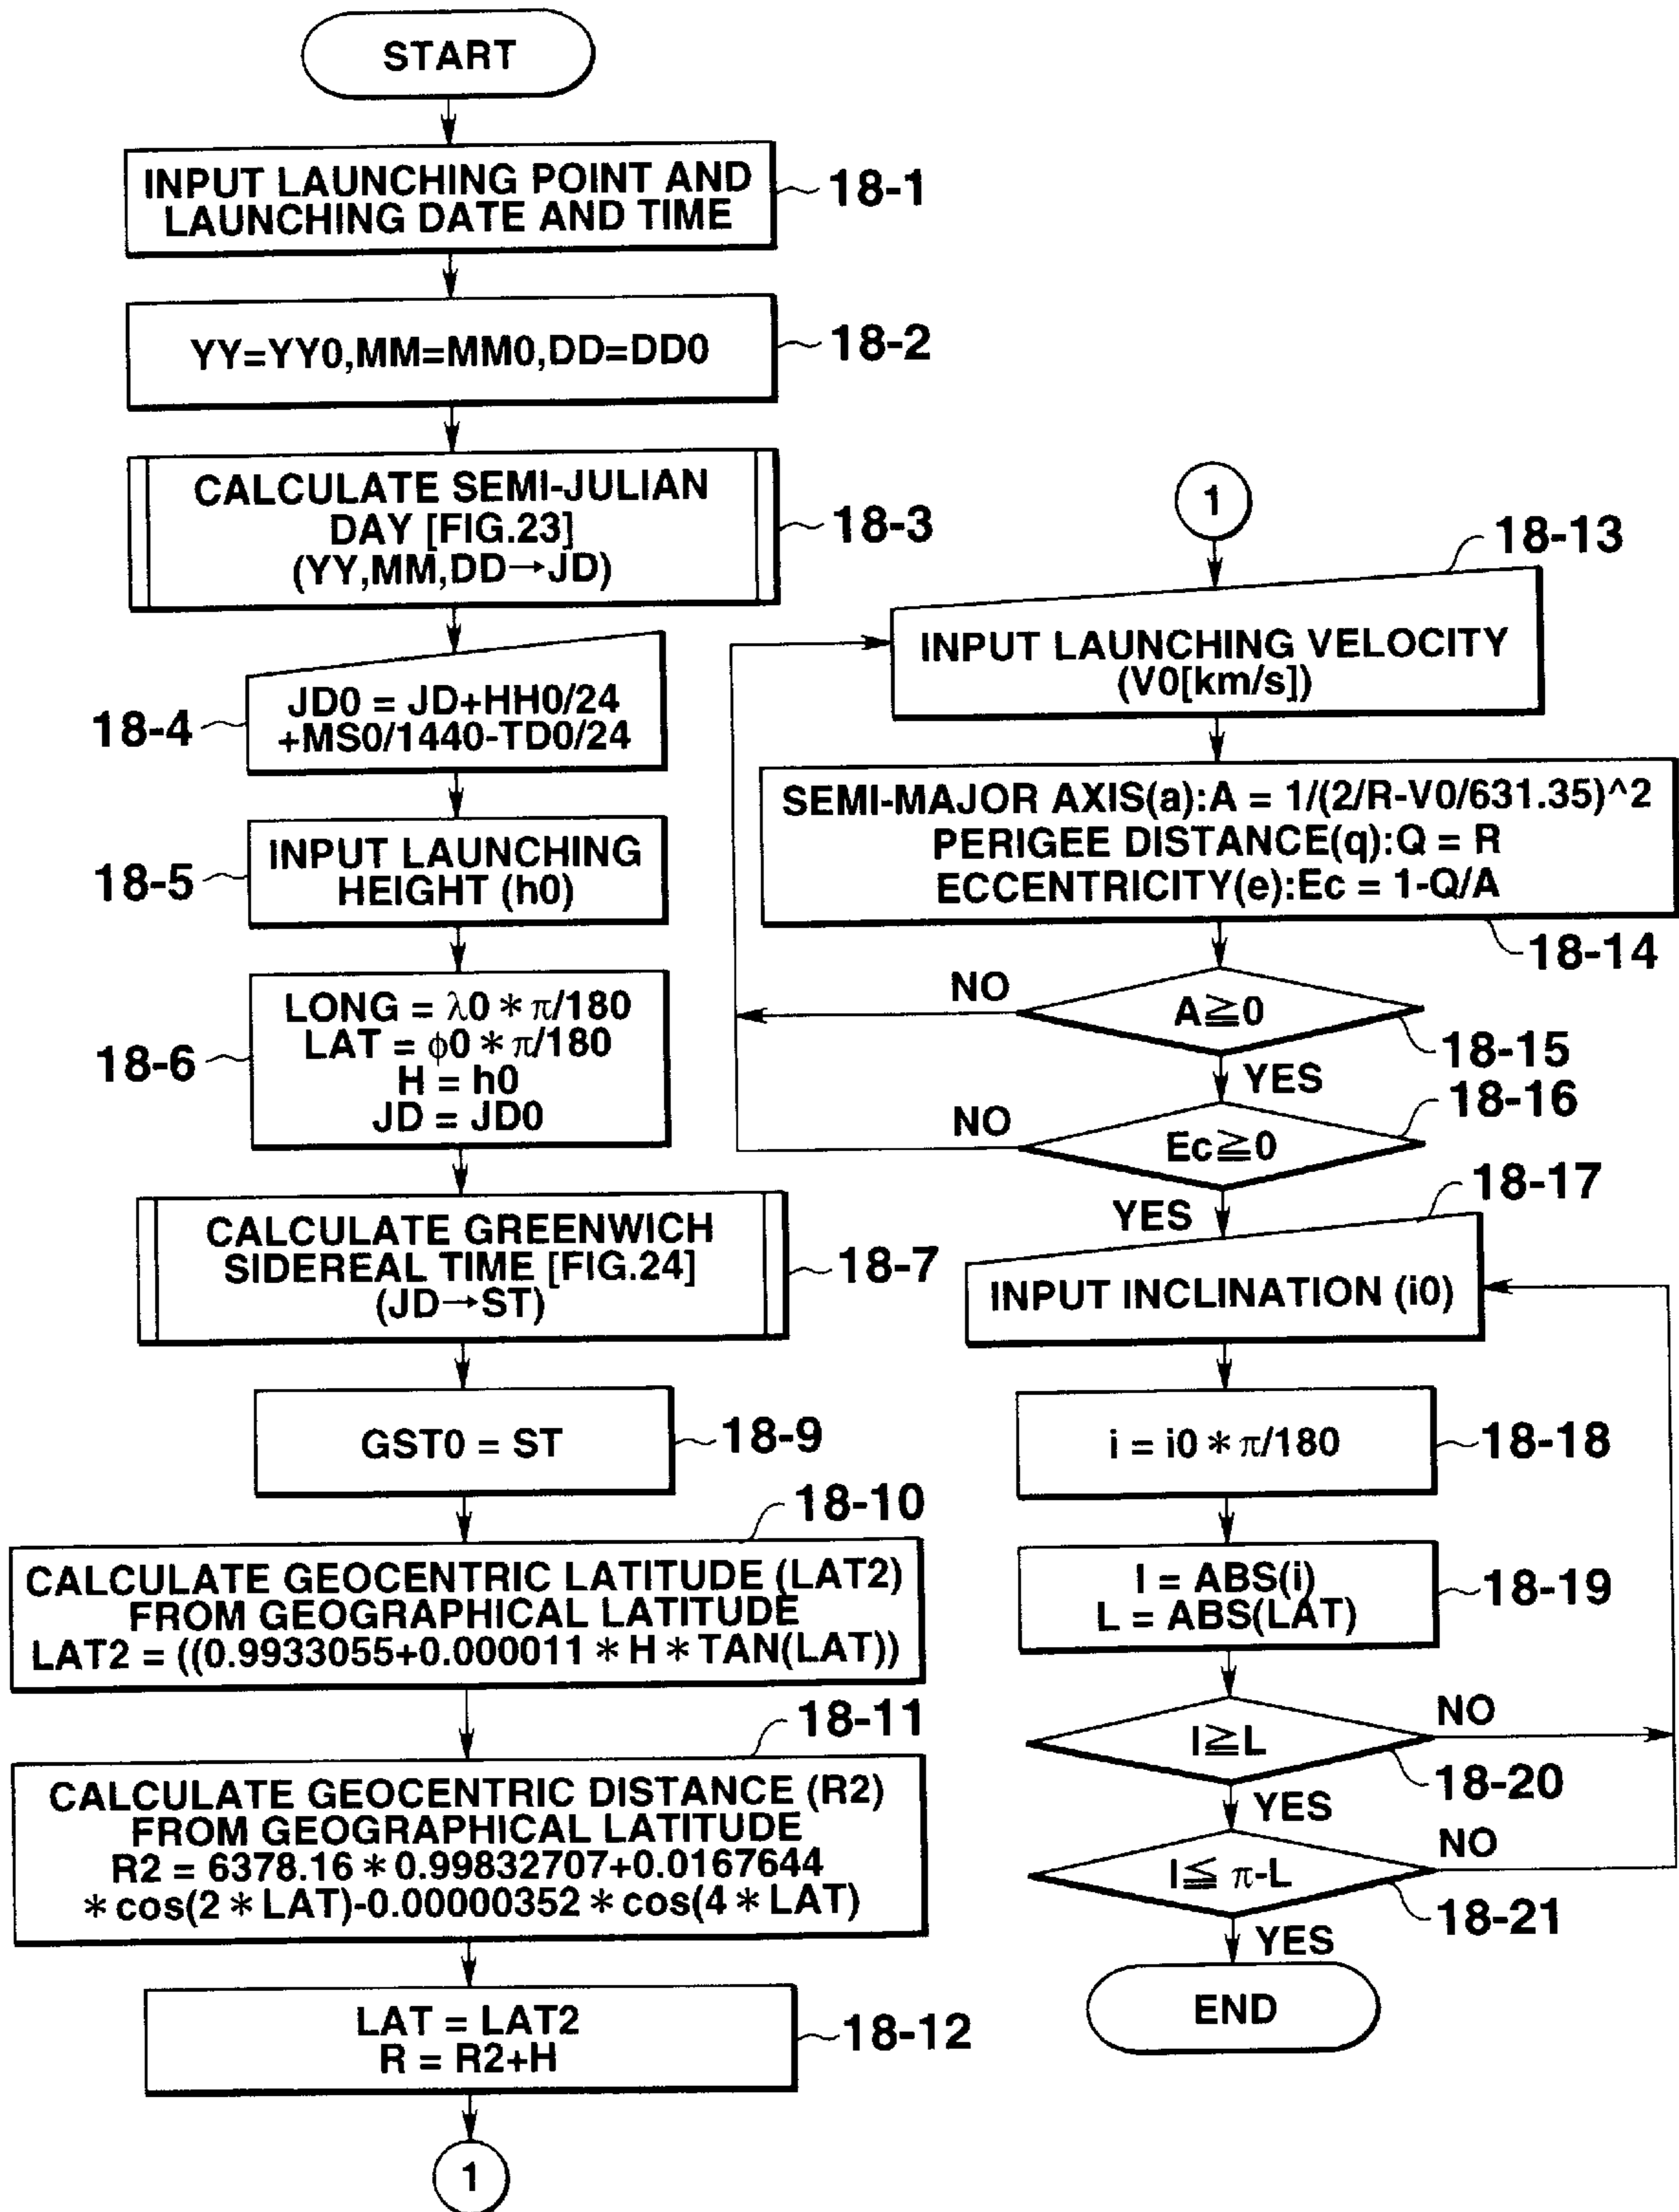 START
INPUT LAUNCHING POINT AND
LAUNCHING DATE AND TIME
18-1
YY=YY0,MM=MM0,DD=DD0
18-2
CALCULATE SEMI-JULIAN
DAY [FIG.23]
(YY,MM,DD→JD)
18-3
JD0 = JD+HH0/24
+MS0/1440-TD0/24
18-4
INPUT LAUNCHING
HEIGHT (h0)
18-5
LONG = λ0*π/180
LAT = ϕ0*π/180
H = h0
JD = JD0
18-6
CALCULATE GREENWICH
SIDEREAL TIME [FIG.24]
(JD→ST)
18-7
GST0 = ST
18-9
18-10
CALCULATE GEOCENTRIC LATITUDE (LAT2)
FROM GEOGRAPHICAL LATITUDE
LAT2 = ((0.9933055+0.000011*H*TAN(LAT))
18-11
CALCULATE GEOCENTRIC DISTANCE (R2)
FROM GEOGRAPHICAL LATITUDE
R2 = 6378.16*0.99832707+0.0167644
*cos(2*LAT)-0.00000352*cos(4*LAT)
LAT = LAT2
R = R2+H
18-12
1
1
18-13
INPUT LAUNCHING VELOCITY
(V0[km/s])
SEMI-MAJOR AXIS(a):A = 1/(2/R-V0/631.35)^2
PERIGEE DISTANCE(q):Q = R
ECCENTRICITY(e):Ec = 1-Q/A
18-14
NO
A≧0
18-15
YES
18-16
NO
Ec≧0
18-17
YES
INPUT INCLINATION (i0)
i = i0*π/180
18-18
I = ABS(i)
L = ABS(LAT)
18-19
NO
I≧L
18-20
YES
NO
I≦ π-L
18-21
YES
END